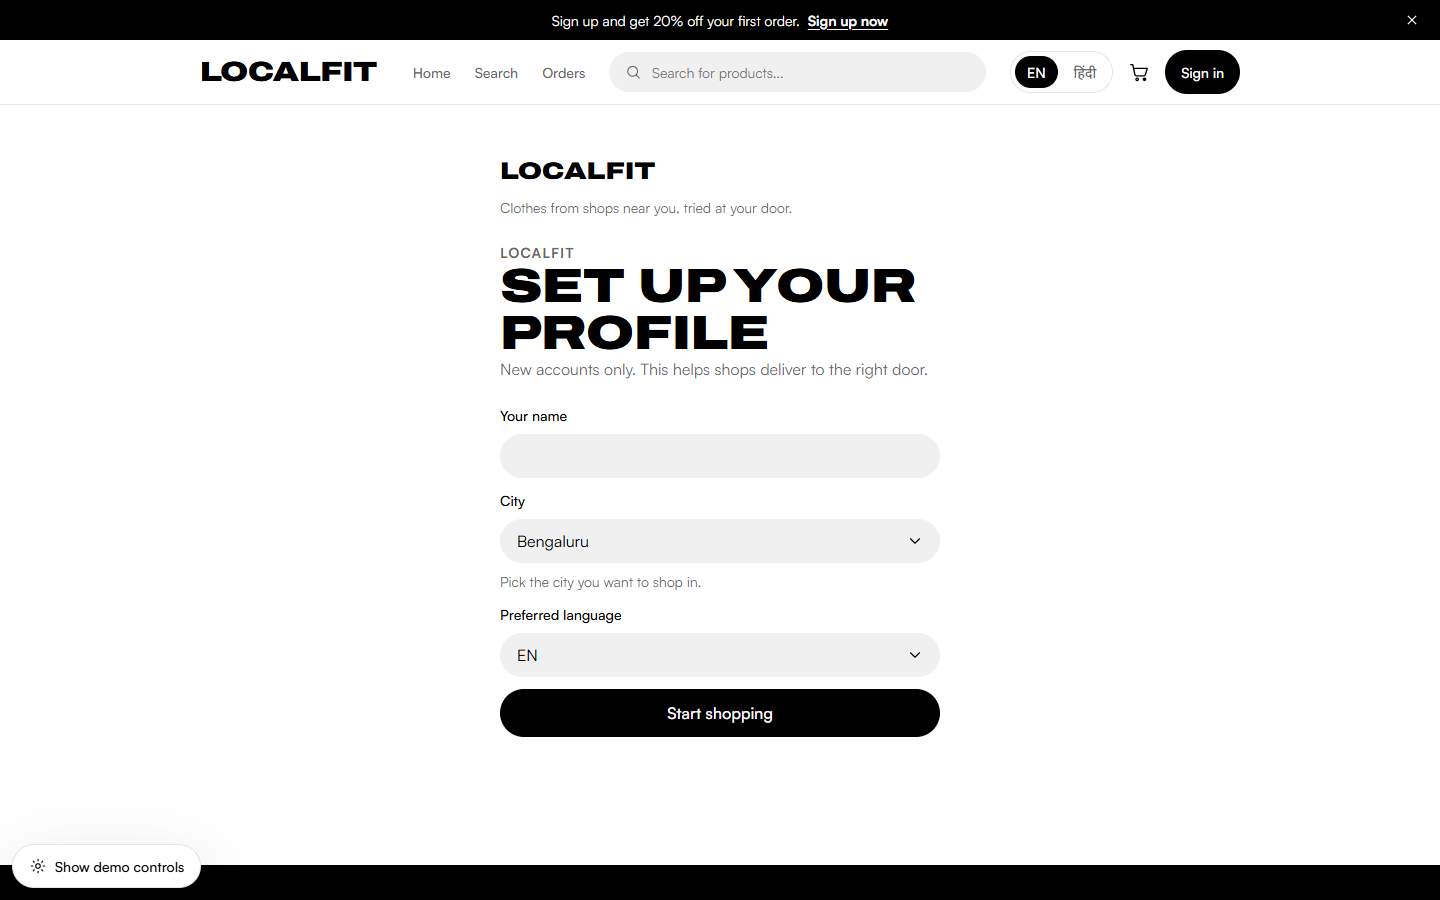 Sign up and get 20% off your first order. Sign up now
LOCALFIT
Home
Search
Orders
Search for products...
EN
हिंदी
Sign in
LOCALFIT
Clothes from shops near you, tried at your door.
LOCALFIT
SET UP YOUR
PROFILE
New accounts only. This helps shops deliver to the right door.
Your name
City
Bengaluru
Pick the city you want to shop in.
Preferred language
EN
Start shopping
Show demo controls